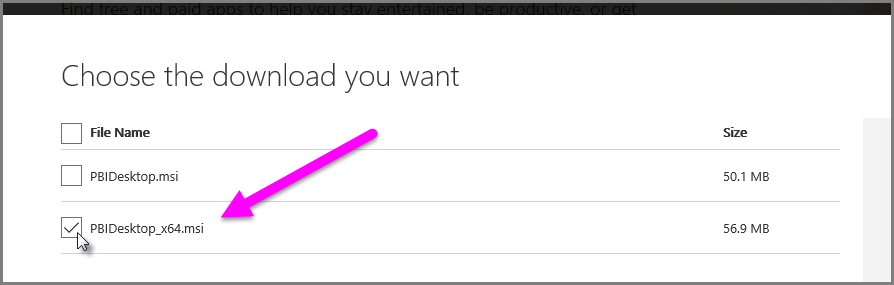 Find free and paid apps to help you stay entertained, be productive, or get
Choose the download you want
File Name Size
PBIDesktop.msi 50.1 MB
PBIDesktop_x64.msi 56.9 MB